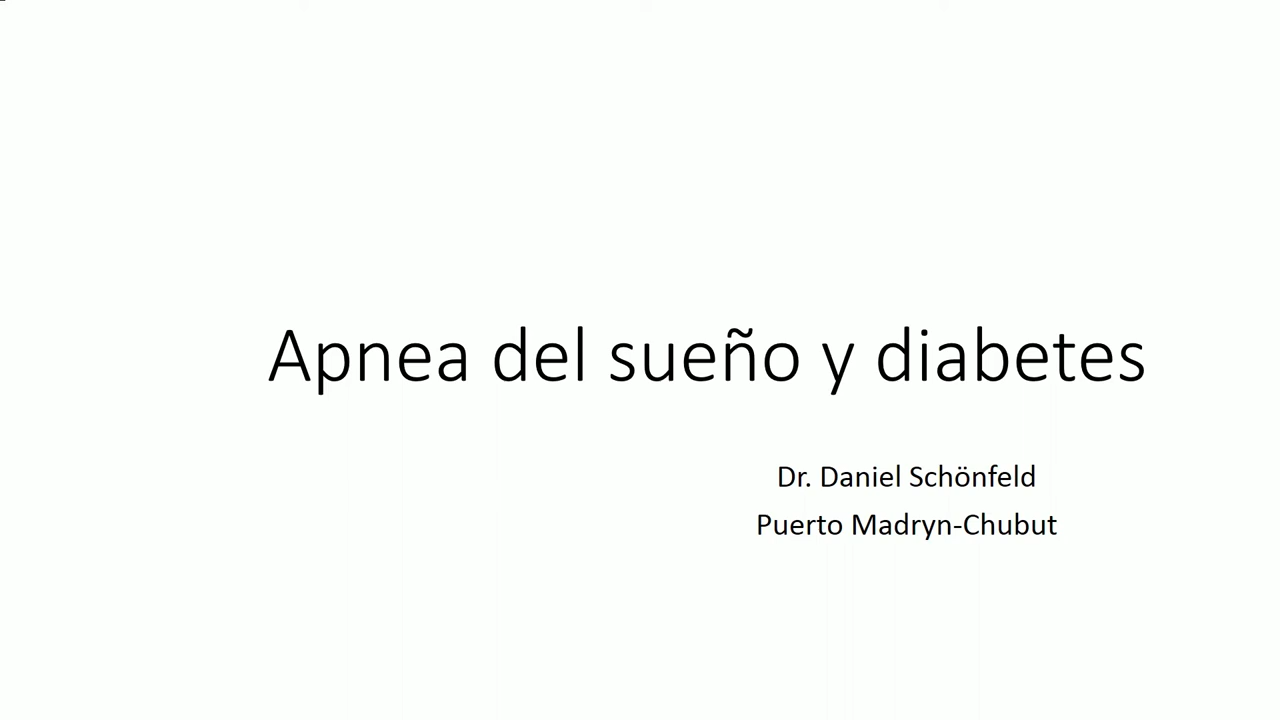 Apnea del sueño y diabetes
Dr. Daniel Schönfeld
Puerto Madryn-Chubut